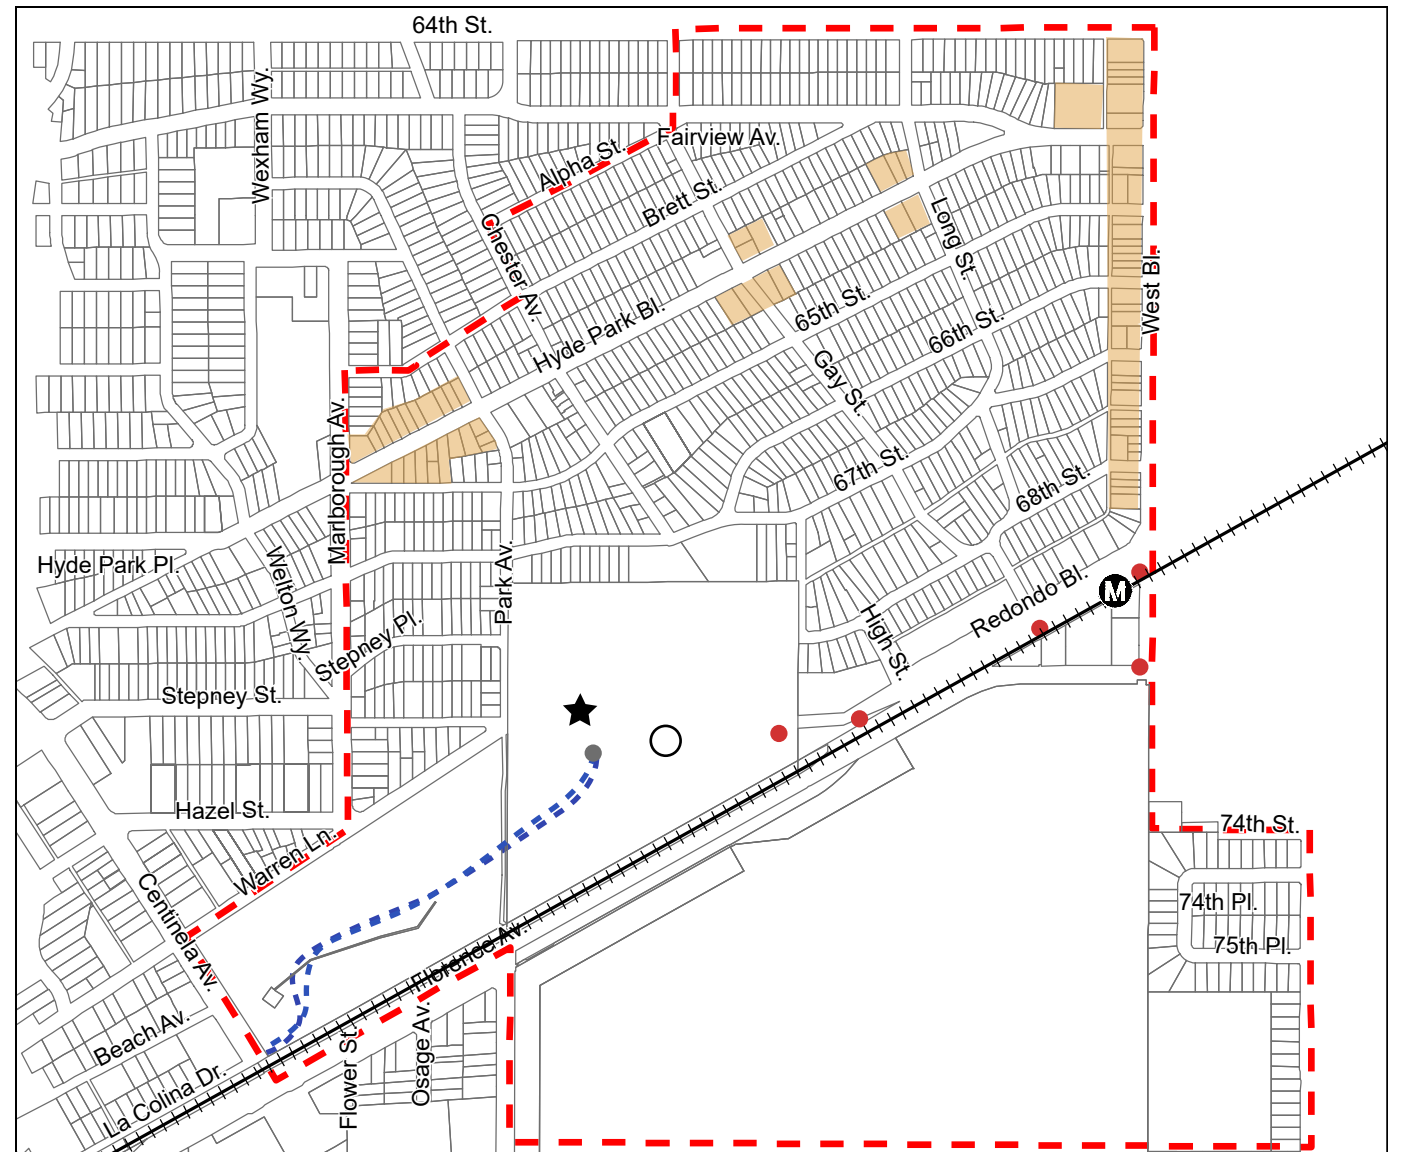 64th St.
Wexham Wy.
Fairview Av.
Alpha St.
Brett St.
Chester Av.
Long St.
West Bl.
Hyde Park Bl.
65th St.
66th St.
Gay St.
Marlborough Av.
67th St.
68th St.
Hyde Park Pl.
Welton Wy.
Park Av.
Redondo Bl.
M
High St.
Stepney Pl.
Stepney St.
Hazel St.
74th St.
Warren Ln.
Centinela Av.
74th Pl.
75th Pl.
Florence Av.
Beach Av.
Flower St.
Osage Av.
La Colina Dr.